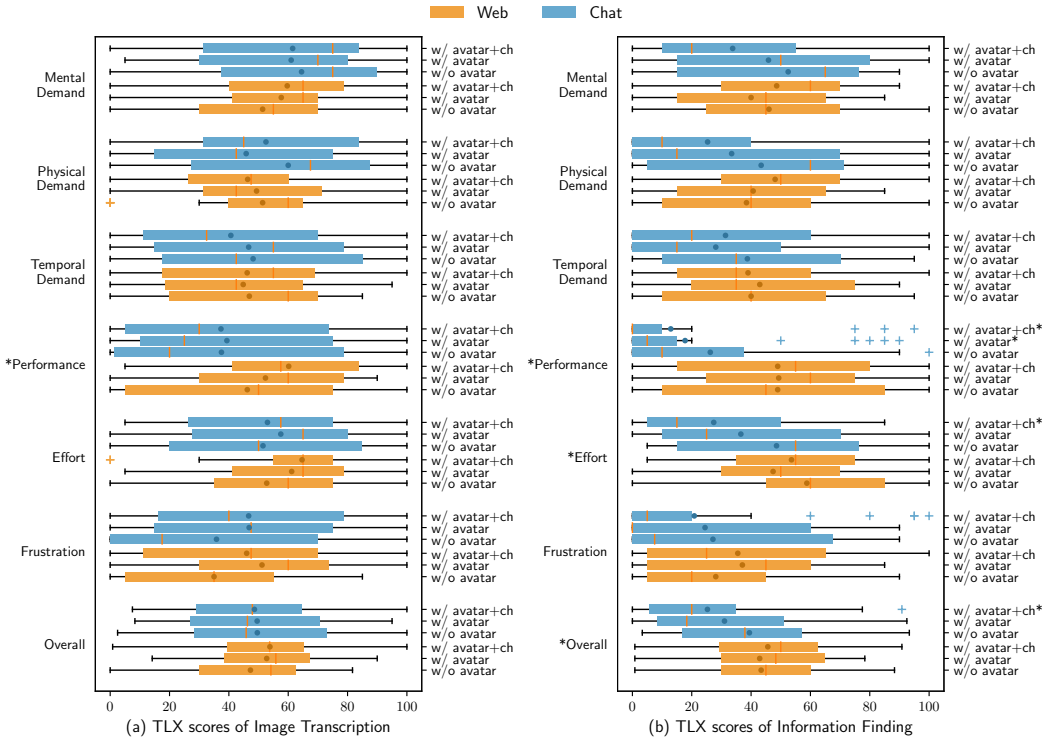 Web Chat
Mental
Demand
w/ avatar+ch
w/ avatar
w/o avatar
w/ avatar+ch
w/ avatar
w/o avatar
Physical
Demand
w/ avatar+ch
w/ avatar
w/o avatar
w/ avatar+ch
w/ avatar
w/o avatar
Temporal
Demand
w/ avatar+ch
w/ avatar
w/o avatar
w/ avatar+ch
w/ avatar
w/o avatar
*Performance
w/ avatar+ch
w/ avatar
w/o avatar
w/ avatar+ch
w/ avatar
w/o avatar
Effort
w/ avatar+ch
w/ avatar
w/o avatar
w/ avatar+ch
w/ avatar
w/o avatar
Frustration
w/ avatar+ch
w/ avatar
w/o avatar
w/ avatar+ch
w/ avatar
w/o avatar
Overall
w/ avatar+ch
w/ avatar
w/o avatar
w/ avatar+ch
w/ avatar
w/o avatar
0 20 40 60 80 100
(a) TLX scores of Image Transcription
Mental
Demand
w/ avatar+ch
w/ avatar
w/o avatar
w/ avatar+ch
w/ avatar
w/o avatar
Physical
Demand
w/ avatar+ch
w/ avatar
w/o avatar
w/ avatar+ch
w/ avatar
w/o avatar
Temporal
Demand
w/ avatar+ch
w/ avatar
w/o avatar
w/ avatar+ch
w/ avatar
w/o avatar
*Performance
w/ avatar+ch*
w/ avatar*
w/o avatar
w/ avatar+ch
w/ avatar
w/o avatar
*Effort
w/ avatar+ch*
w/ avatar
w/o avatar
w/ avatar+ch
w/ avatar
w/o avatar
Frustration
w/ avatar+ch
w/ avatar
w/o avatar
w/ avatar+ch
w/ avatar
w/o avatar
*Overall
w/ avatar+ch*
w/ avatar
w/o avatar
w/ avatar+ch
w/ avatar
w/o avatar
0 20 40 60 80 100
(b) TLX scores of Information Finding